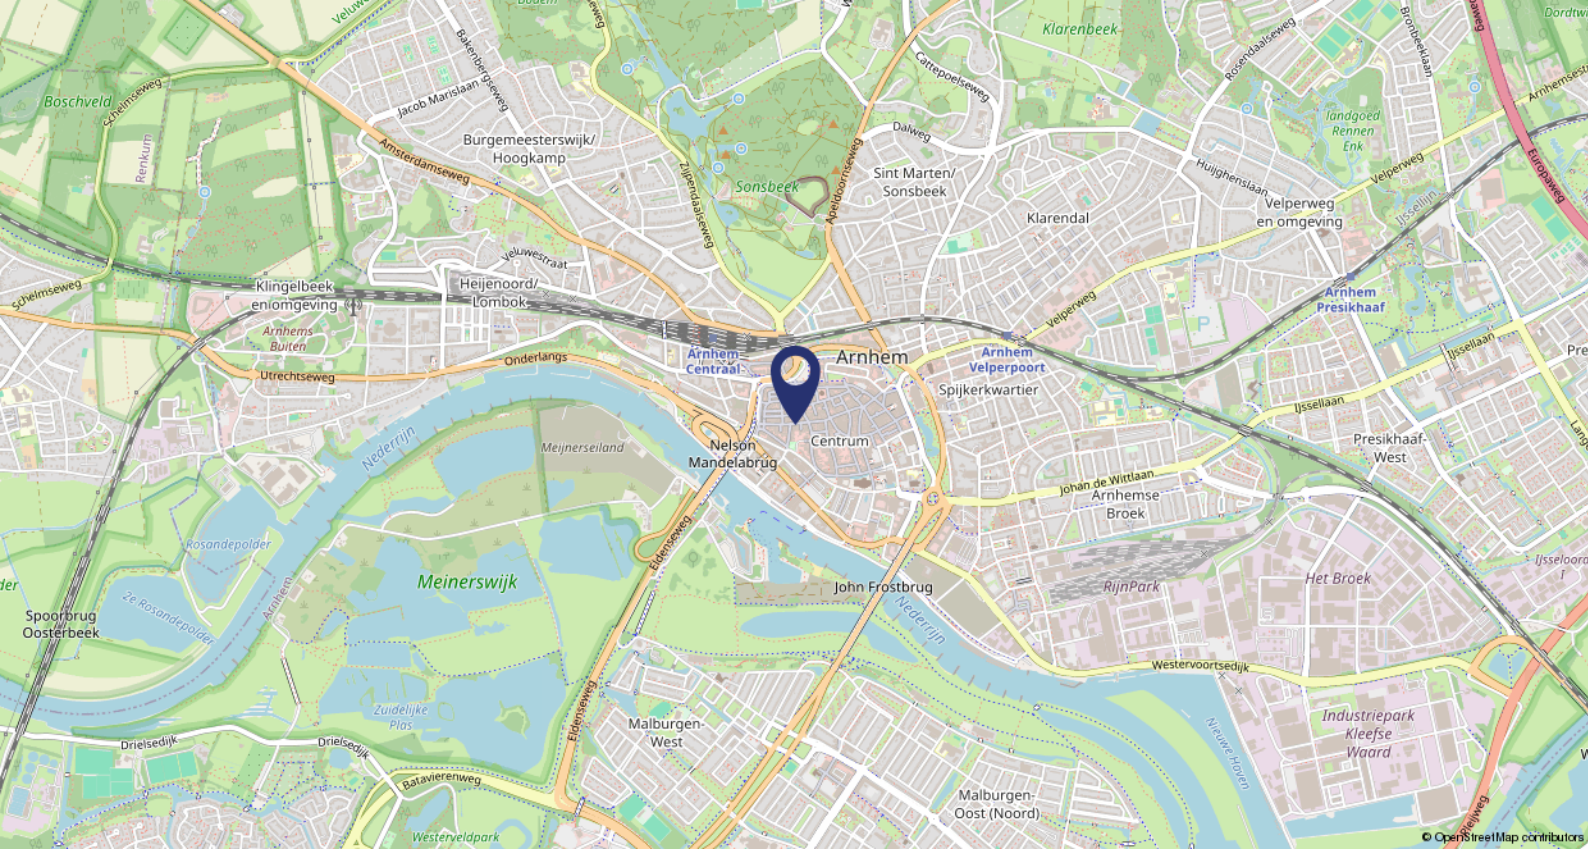 Klarenbeek
Bakenbergseweg
Bronbeeklaan
Rosendaalseweg
Cattepoelseweg
Boschveld
Schelmseweg
Jacob Marislaan
Arnhemsestr
landgoed
Rennen
Enk
Dalweg
Burgemeesterswijk/
Hoogkamp
Renkum
Amsterdamseweg
Zijpendaalseweg
Sonsbeek
Apeldoornseweg
Sint Marten/
Sonsbeek
Huijghenslaan
Velperweg
Europaweg
IJssellijn
Klarendal
Velperweg
en omgeving
Veluwestraat
Schelmseweg
Klingelbeek
en omgeving
Heijenoord/
Lombok
Velperweg
Arnhem
Presikhaaf
Arnhems
Buiten
Onderlangs
Utrechtseweg
Arnhem
Centraal
Arnhem
Arnhem
Velperpoort
Spijkerkwartier
IJssellaan
IJssellaan
Nederrijn
Meijnerseiland
Nelson
Mandelabrug
Centrum
Presikhaaf-
West
Johan de Wittlaan
Arnhemse
Broek
Rosandepolder
Eldenseweg
Meinerswijk
Arnhem
2e Rosandepolder
Spoorbrug
Oosterbeek
John Frostbrug
Nederrijn
RijnPark
Het Broek
Westervoortsedijk
Eldenseweg
Zuidelijke
Plas
Malburgen-
West
Drielsedijk
Drielsedijk
Batavierenweg
Westerveldpark
Malburgen-
Oost (Noord)
Nieuwe Haven
Industriepark
Kleefse
Waard
Pleijweg
© OpenStreetMap contributors